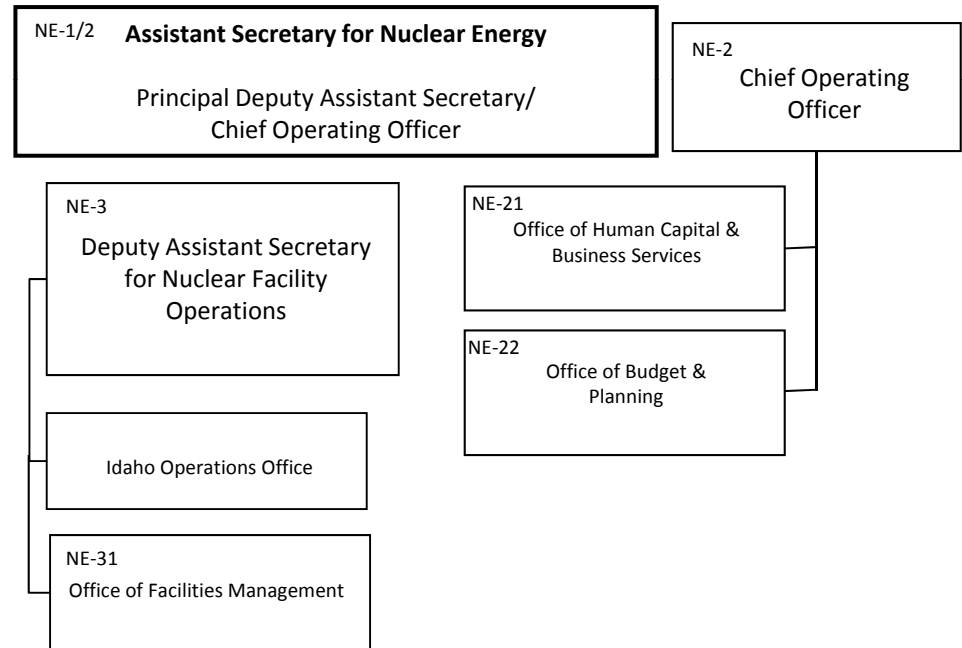 NE-1/2 Assistant Secretary for Nuclear Energy
Principal Deputy Assistant Secretary/
Chief Operating Officer
NE-2
Chief Operating
Officer
NE-3
Deputy Assistant Secretary
for Nuclear Facility
Operations
NE-21
Office of Human Capital &
Business Services
NE-22
Office of Budget &
Planning
Idaho Operations Office
NE-31
Office of Facilities Management